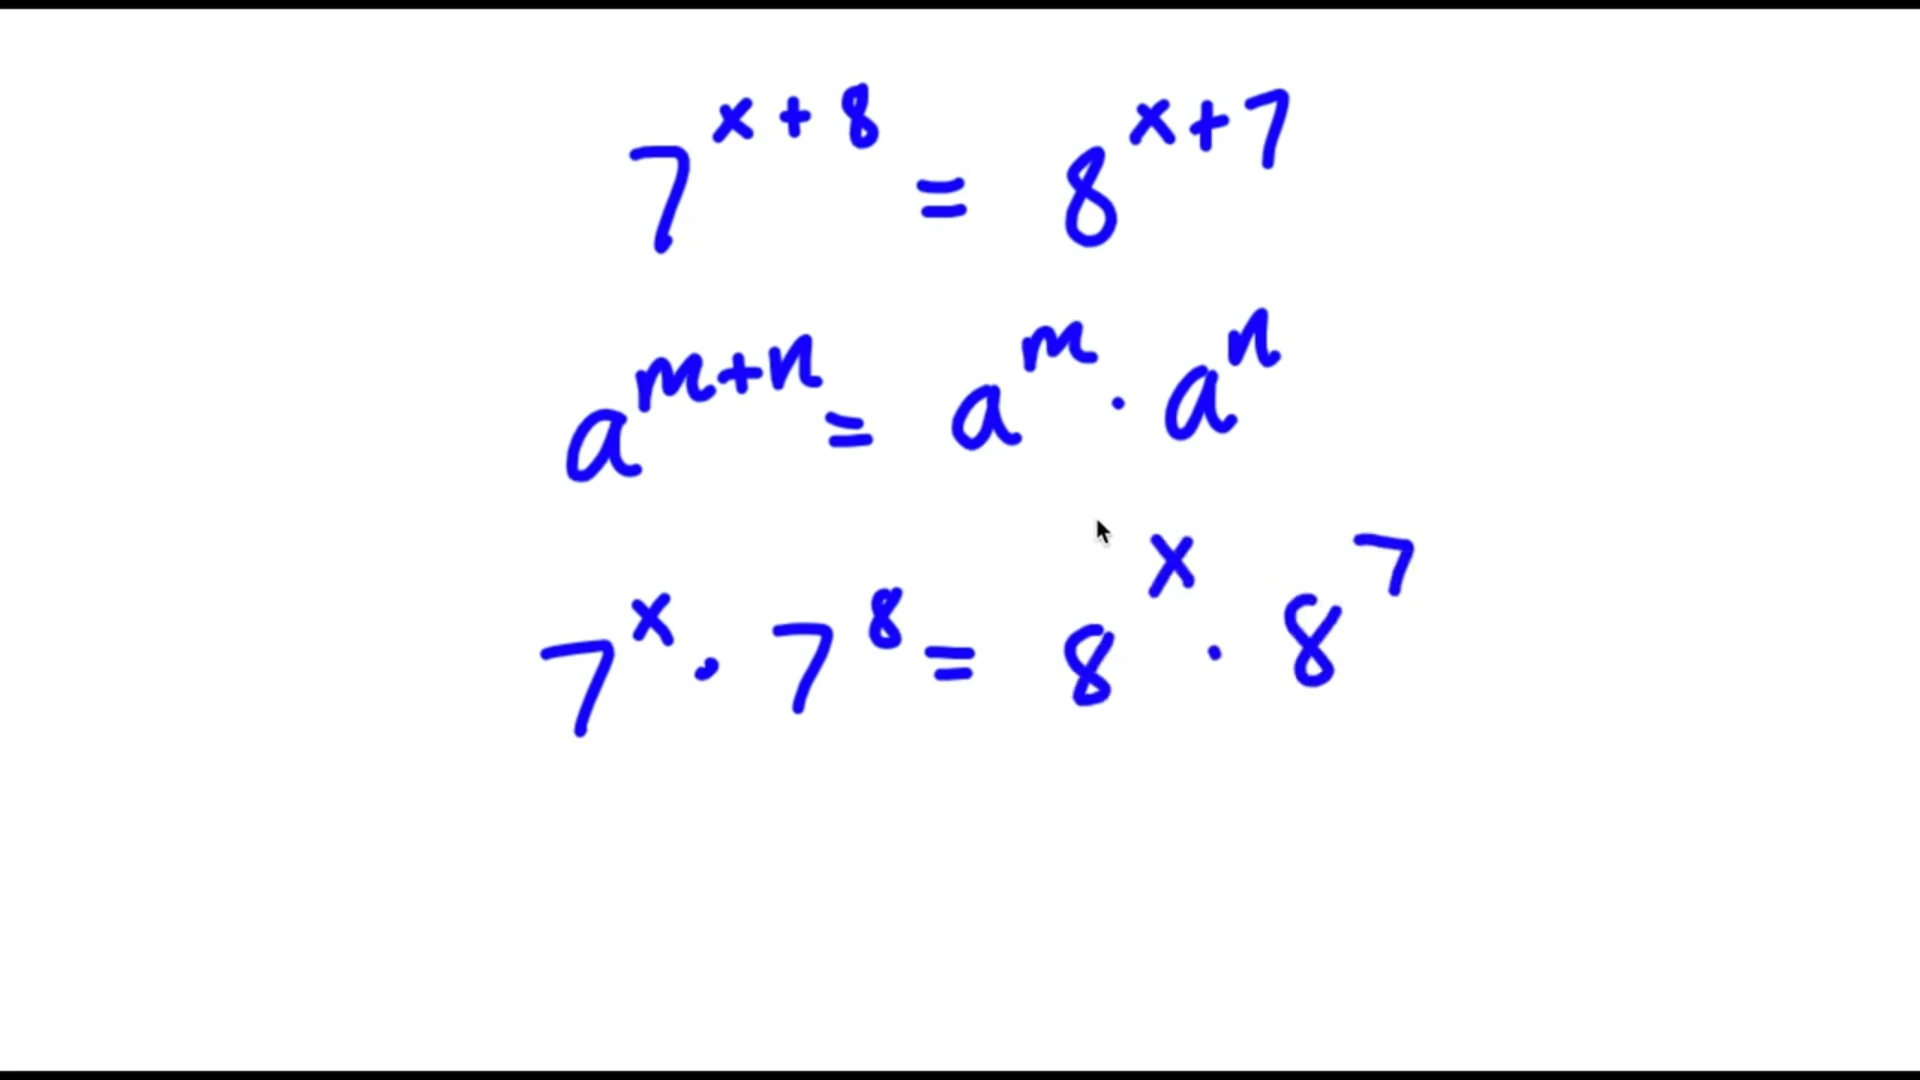 7^{x+8} = 8^{x+7}
a^{m+n} = a^m · a^n
7^x · 7^8 = 8^x · 8^7